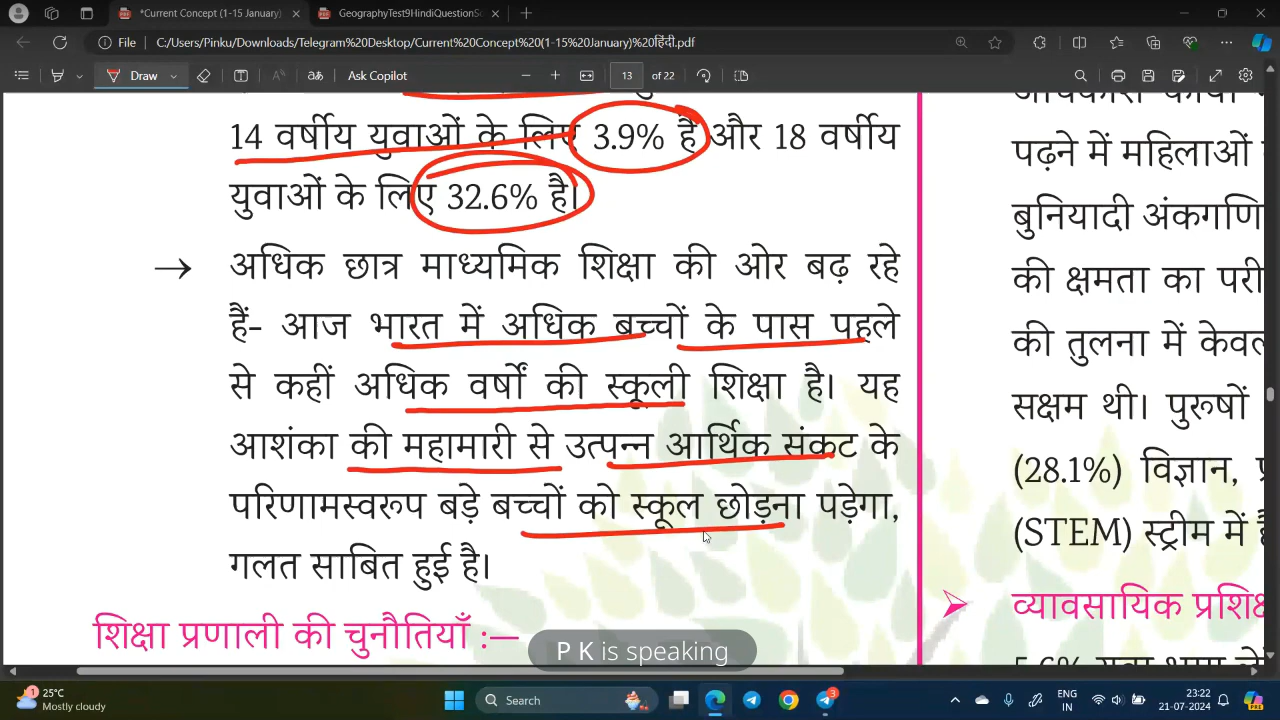 *Current Concept (1-15 January)
GeographyTest9HindiQuestionSc
File
C:/Users/Pinku/Downloads/Telegram%20Desktop/Current%20Concept(1-15%20January)%20हिंदी.pdf
Draw
Ask Copilot
13 of 22
14 वर्षीय युवाओं के लिए 3.9% है और 18 वर्षीय
युवाओं के लिए 32.6% है।
→ अधिक छात्र माध्यमिक शिक्षा की ओर बढ़ रहे
हैं- आज भारत में अधिक बच्चों के पास पहले
से कहीं अधिक वर्षों की स्कूली शिक्षा है। यह
आशंका की महामारी से उत्पन्न आर्थिक संकट के
परिणामस्वरूप बड़े बच्चों को स्कूल छोड़ना पड़ेगा,
गलत साबित हुई है।
शिक्षा प्रणाली की चुनौतियाँ :—
पढ़ने में महिलाओं
बुनियादी अंकगणि
की क्षमता का परी
की तुलना में केवल
सक्षम थी। पुरुषों
(28.1%) विज्ञान, प्र
(STEM) स्ट्रीम में है
व्यावसायिक प्रशिक्ष
P K is speaking
1
25°C
Mostly cloudy
Search
3
ENG
IN
23:22
21-07-2024